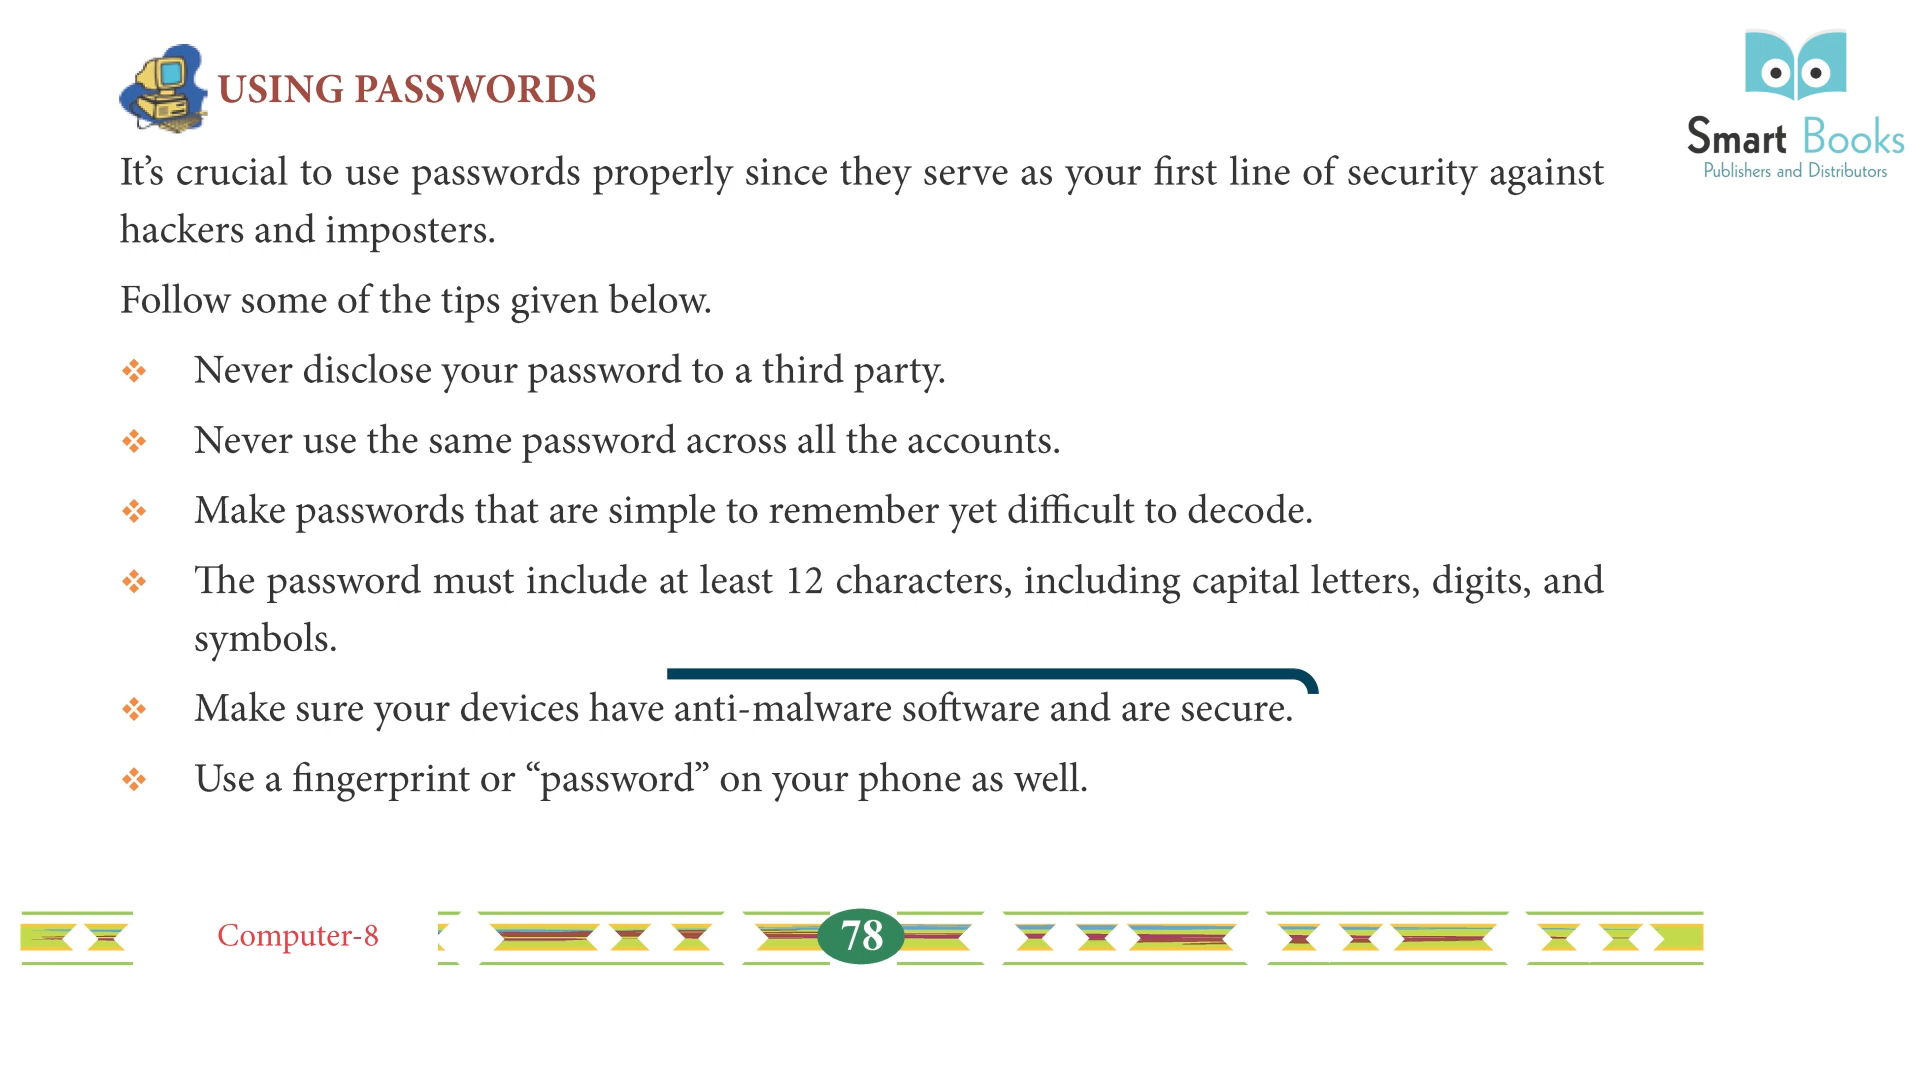 USING PASSWORDS
Smart Books
Publishers and Distributors
It’s crucial to use passwords properly since they serve as your first line of security against
hackers and imposters.
Follow some of the tips given below.
❖ Never disclose your password to a third party.
❖ Never use the same password across all the accounts.
❖ Make passwords that are simple to remember yet difficult to decode.
❖ The password must include at least 12 characters, including capital letters, digits, and
symbols.
❖ Make sure your devices have anti-malware software and are secure.
❖ Use a fingerprint or “password” on your phone as well.
Computer-8
78